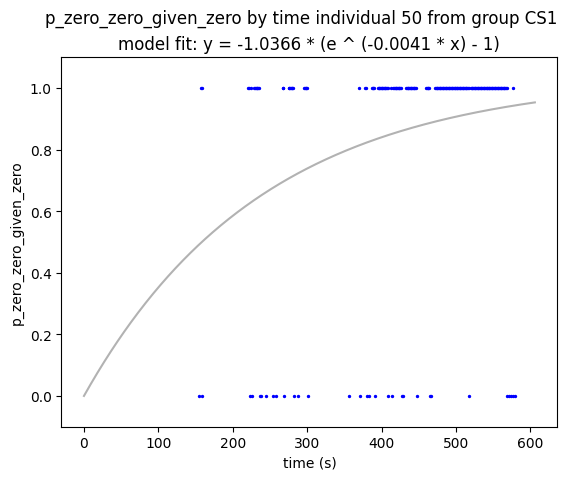 p_zero_zero_given_zero by time individual 50 from group CS1
model fit: y = -1.0366 * (e ^ (-0.0041 * x) - 1)
1.0
0.8
0.6
0.4
0.2
0.0
p_zero_zero_given_zero
0 100 200 300 400 500 600
time (s)